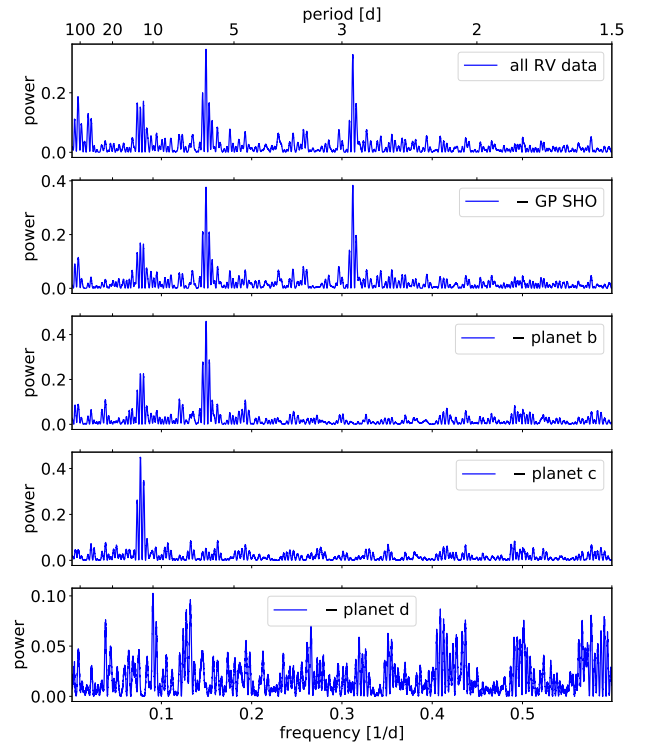 period [d]
100 20 10 5 3 2 1.5
all RV data
power
0.2
0.0
− GP SHO
power
0.4
0.2
0.0
− planet b
power
0.4
0.2
0.0
− planet c
power
0.4
0.2
0.0
− planet d
power
0.10
0.05
0.00
0.1 0.2 0.3 0.4 0.5
frequency [1/d]